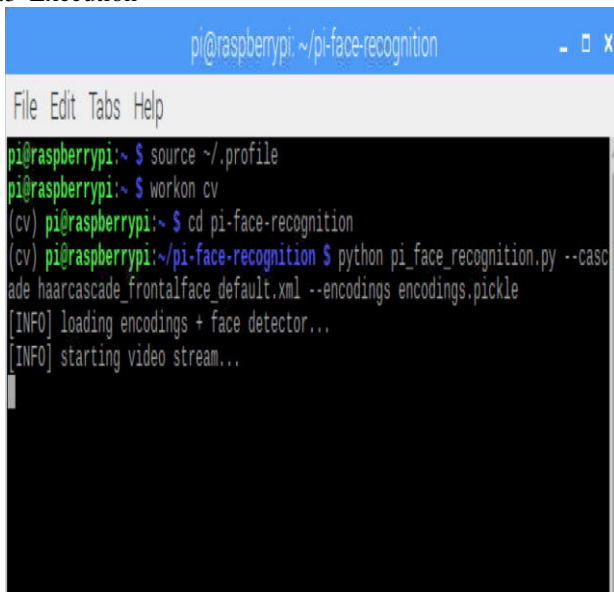 Execution
pi@raspberrypi: ~/pi-face-recognition
File Edit Tabs Help
pi@raspberrypi:~ $ source ~/.profile
pi@raspberrypi:~ $ workon cv
(cv) pi@raspberrypi:~ $ cd pi-face-recognition
(cv) pi@raspberrypi:~/pi-face-recognition $ python pi_face_recognition.py --casc
ade haarcascade_frontalface_default.xml --encodings encodings.pickle
[INFO] loading encodings + face detector...
[INFO] starting video stream...